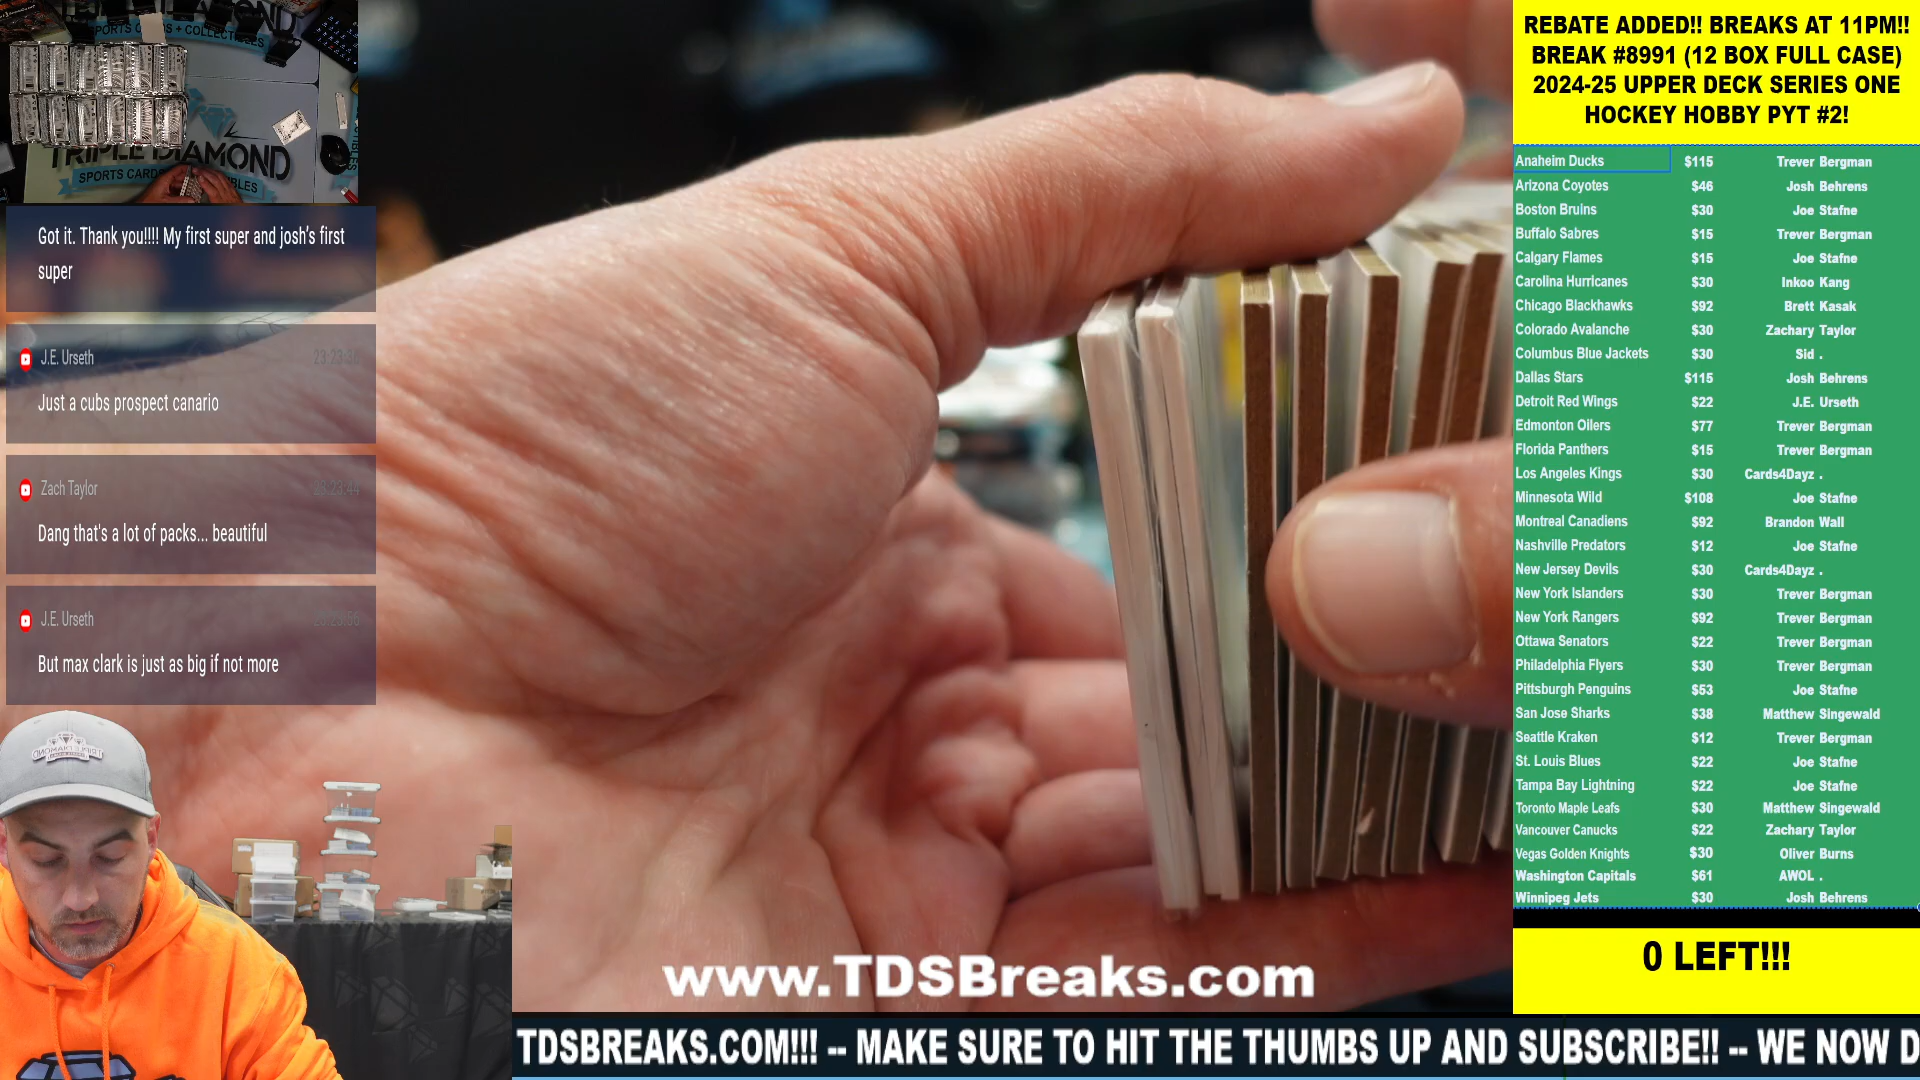 SPORTS CARDS + COLLECTIBLES
TRIPLE DIAMOND
SPORTS CARDS
Got it. Thank you!!!! My first super and josh's first
super
J.E. Urseth
Just a cubs prospect canario
Zach Taylor
Dang that's a lot of packs... beautiful
J.E. Urseth
But max clark is just as big if not more
www.TDSBreaks.com
TDSBREAKS.COM!!! -- MAKE SURE TO HIT THE THUMBS UP AND SUBSCRIBE!! -- WE NOW D
REBATE ADDED!! BREAKS AT 11PM!!
BREAK #8991 (12 BOX FULL CASE)
2024-25 UPPER DECK SERIES ONE
HOCKEY HOBBY PYT #2!
Anaheim Ducks $115 Trever Bergman
Arizona Coyotes $46 Josh Behrens
Boston Bruins $30 Joe Stafne
Buffalo Sabres $15 Trever Bergman
Calgary Flames $15 Joe Stafne
Carolina Hurricanes $30 Inkoo Kang
Chicago Blackhawks $92 Brett Kasak
Colorado Avalanche $30 Zachary Taylor
Columbus Blue Jackets $30 Sid .
Dallas Stars $115 Josh Behrens
Detroit Red Wings $22 J.E. Urseth
Edmonton Oilers $77 Trever Bergman
Florida Panthers $15 Trever Bergman
Los Angeles Kings $30 Cards4Dayz .
Minnesota Wild $108 Joe Stafne
Montreal Canadiens $92 Brandon Wall
Nashville Predators $12 Joe Stafne
New Jersey Devils $30 Cards4Dayz .
New York Islanders $30 Trever Bergman
New York Rangers $92 Trever Bergman
Ottawa Senators $22 Trever Bergman
Philadelphia Flyers $30 Trever Bergman
Pittsburgh Penguins $53 Joe Stafne
San Jose Sharks $38 Matthew Singewald
Seattle Kraken $12 Trever Bergman
St. Louis Blues $22 Joe Stafne
Tampa Bay Lightning $22 Joe Stafne
Toronto Maple Leafs $30 Matthew Singewald
Vancouver Canucks $22 Zachary Taylor
Vegas Golden Knights $30 Oliver Burns
Washington Capitals $61 AWOL .
Winnipeg Jets $30 Josh Behrens
0 LEFT!!!